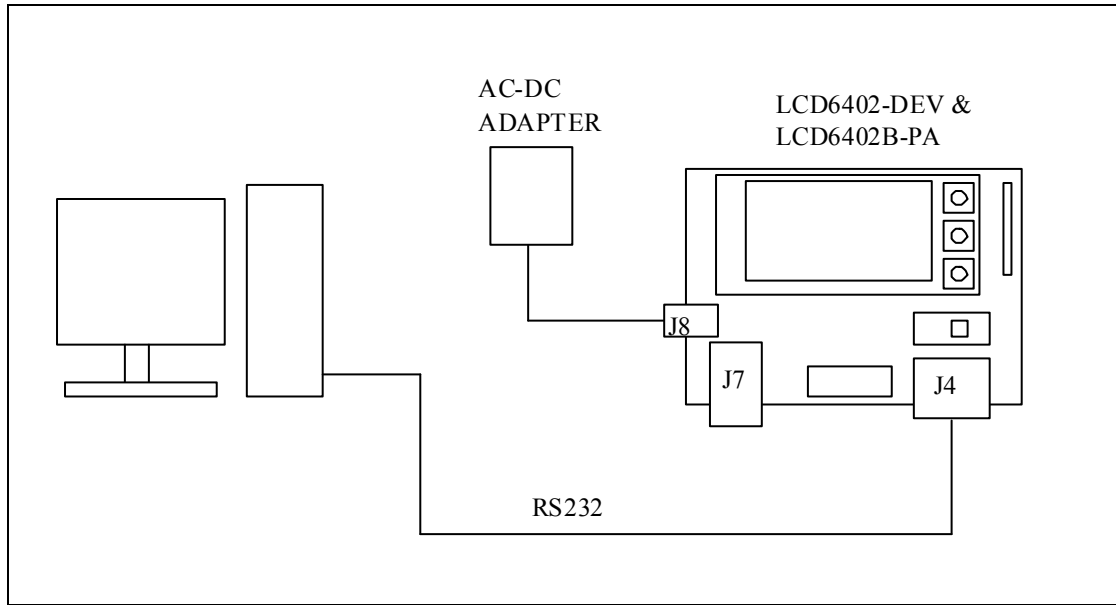 AC-DC
ADAPTER
LCD6402-DEV &
LCD6402B-PA
J8
J7
J4
RS232